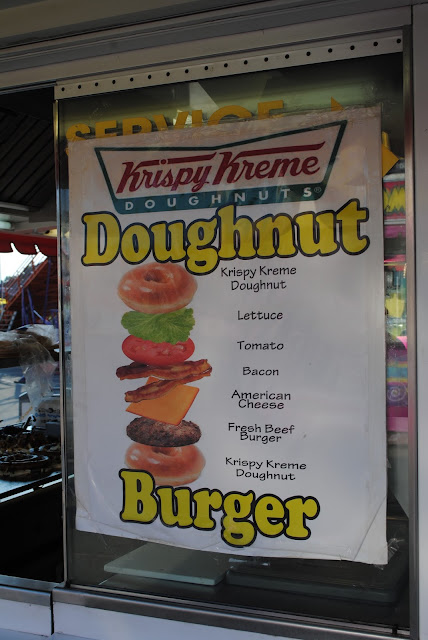 SERVICE
Krispy Kreme
DOUGHNUTS®
Doughnut
Krispy Kreme
Doughnut
Lettuce
Tomato
Bacon
American
Cheese
Fresh Beef
Burger
Krispy Kreme
Doughnut
Burger